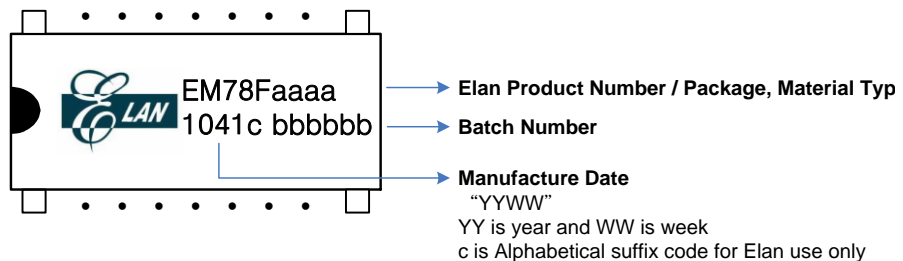 ELAN
EM78Faaaa
1041c bbbbbb
Elan Product Number / Package, Material Typ
Batch Number
Manufacture Date
“YYWW”
YY is year and WW is week
c is Alphabetical suffix code for Elan use only